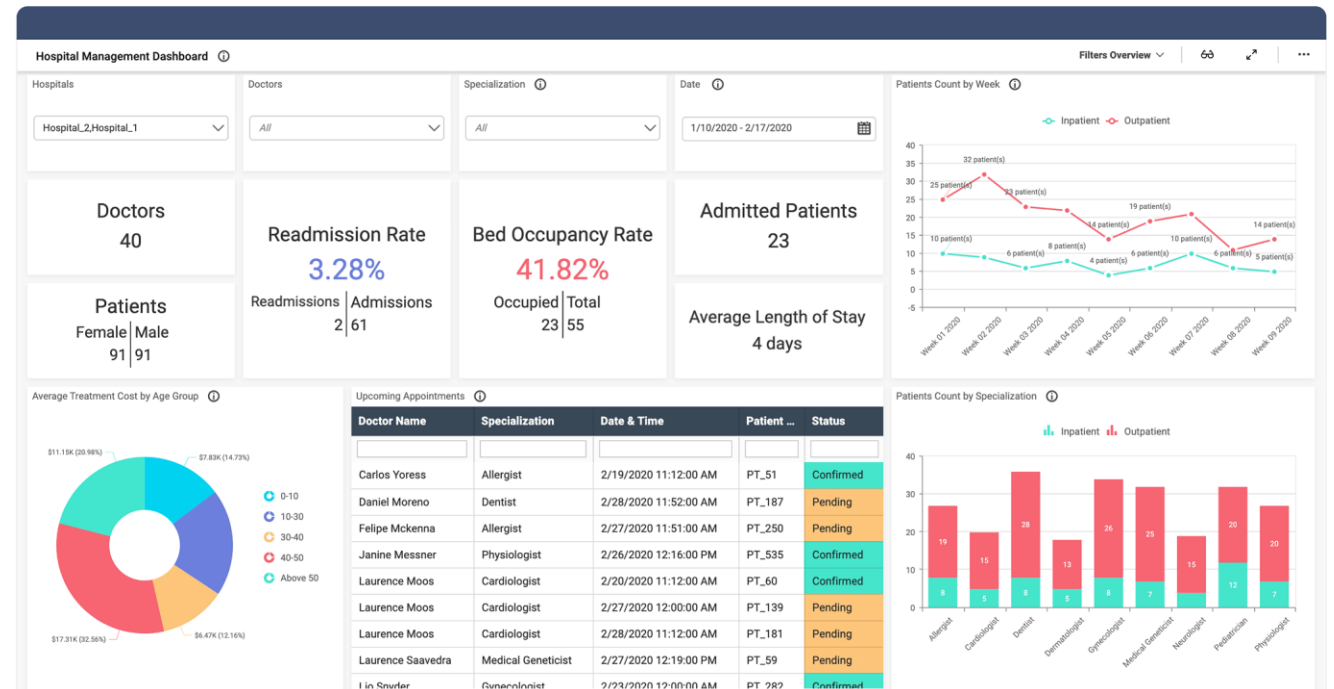 Hospital Management Dashboard
Filters Overview
Hospitals
Hospital_2,Hospital_1
Doctors
All
Specialization
All
Date
1/10/2020 - 2/17/2020
Doctors
40
Patients
Female Male
91 91
Readmission Rate
3.28%
Readmissions Admissions
2 61
Bed Occupancy Rate
41.82%
Occupied Total
23 55
Admitted Patients
23
Average Length of Stay
4 days
Patients Count by Week
Inpatient Outpatient
40
35
30
25
20
15
10
5
0
-5
32 patient(s)
25 patient(s)
23 patient(s)
19 patient(s)
14 patient(s)
14 patient(s)
10 patient(s)
6 patient(s)
8 patient(s)
4 patient(s)
6 patient(s)
10 patient(s)
6 patient(s)
5 patient(s)
Week 01 2020
Week 02 2020
Week 03 2020
Week 04 2020
Week 05 2020
Week 06 2020
Week 07 2020
Week 08 2020
Week 09 2020
Average Treatment Cost by Age Group
$11.15K (20.98%)
$7.83K (14.73%)
$17.31K (32.56%)
$6.47K (12.16%)
0-10
10-30
30-40
40-50
Above 50
Upcoming Appointments
Doctor Name Specialization Date & Time Patient ... Status
Carlos Yoress Allergist 2/19/2020 11:12:00 AM PT_51 Confirmed
Daniel Moreno Dentist 2/28/2020 11:52:00 AM PT_187 Pending
Felipe Mckenna Allergist 2/27/2020 11:51:00 AM PT_250 Pending
Janine Messner Physiologist 2/26/2020 12:16:00 PM PT_535 Confirmed
Laurence Moos Cardiologist 2/20/2020 11:12:00 AM PT_60 Confirmed
Laurence Moos Cardiologist 2/27/2020 12:00:00 AM PT_139 Pending
Laurence Moos Cardiologist 2/28/2020 11:12:00 AM PT_181 Pending
Laurence Saavedra Medical Geneticist 2/27/2020 12:19:00 PM PT_59 Pending
Lio Snyder Gynecologist 2/23/2020 12:00:00 AM PT_282 Confirmed
Patients Count by Specialization
Inpatient Outpatient
40
30
20
10
0
19 15 28 13 26 25 15 20 20
8 5 8 5 8 7 12 7
Allergist
Cardiologist
Dentist
Dermatologist
Gynecologist
Medical Geneticist
Neurologist
Pediatrician
Physiologist